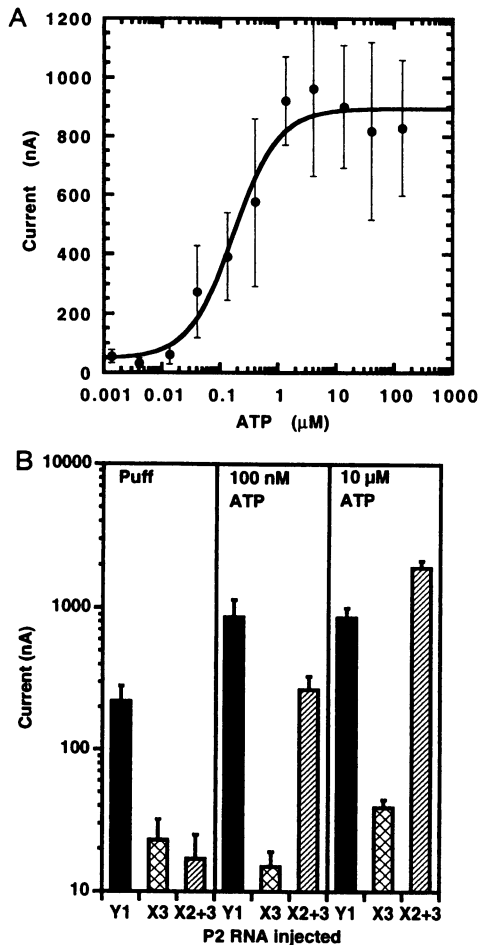 A
1200
1000
800
600
400
200
0
Current (nA)
0.001 0.01 0.1 1 10 100 1000
ATP (µM)
B
10000
1000
100
10
Current (nA)
Puff
100 nM
ATP
10 µM
ATP
Y1 X3 X2+3 Y1 X3 X2+3 Y1 X3 X2+3
P2 RNA injected